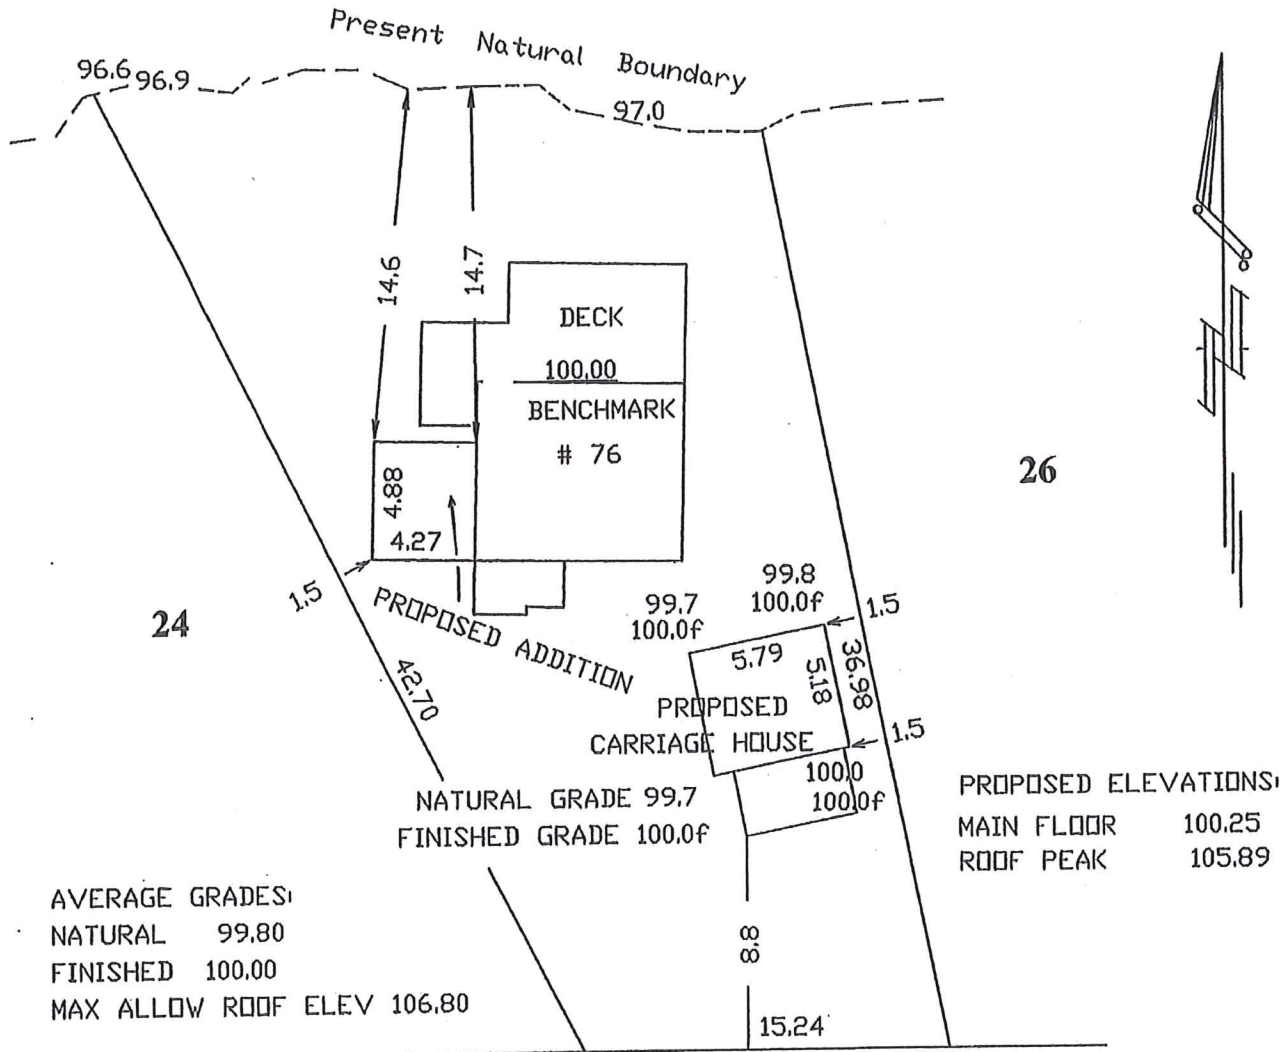 Present Natural Boundary
96.6
96.9
97.0
14.6
14.7
DECK
100.00
BENCHMARK
# 76
4.88
4.27
26
24
1.5
PROPOSED ADDITION
42.70
99.7
100.0f
99.8
100.0f
1.5
5.79
5.18
36.98
PROPOSED
CARRIAGE HOUSE
1.5
100.0
100.0f
NATURAL GRADE 99.7
FINISHED GRADE 100.0f
PROPOSED ELEVATIONS:
MAIN FLOOR 100.25
ROOF PEAK 105.89
AVERAGE GRADES:
NATURAL 99.80
FINISHED 100.00
MAX ALLOW ROOF ELEV 106.80
8.8
15.24